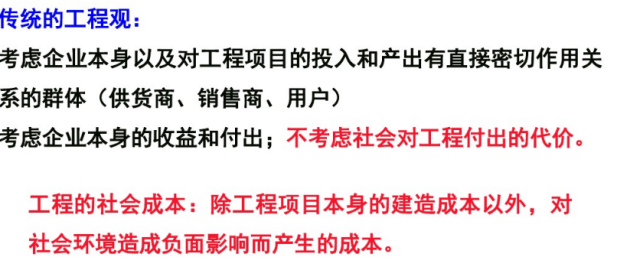 传统的工程观：
考虑企业本身以及对工程项目的投入和产出有直接密切作用关
系的群体（供货商、销售商、用户）
考虑企业本身的收益和付出；不考虑社会对工程付出的代价。
工程的社会成本：除工程项目本身的建造成本以外，对
社会环境造成负面影响而产生的成本。